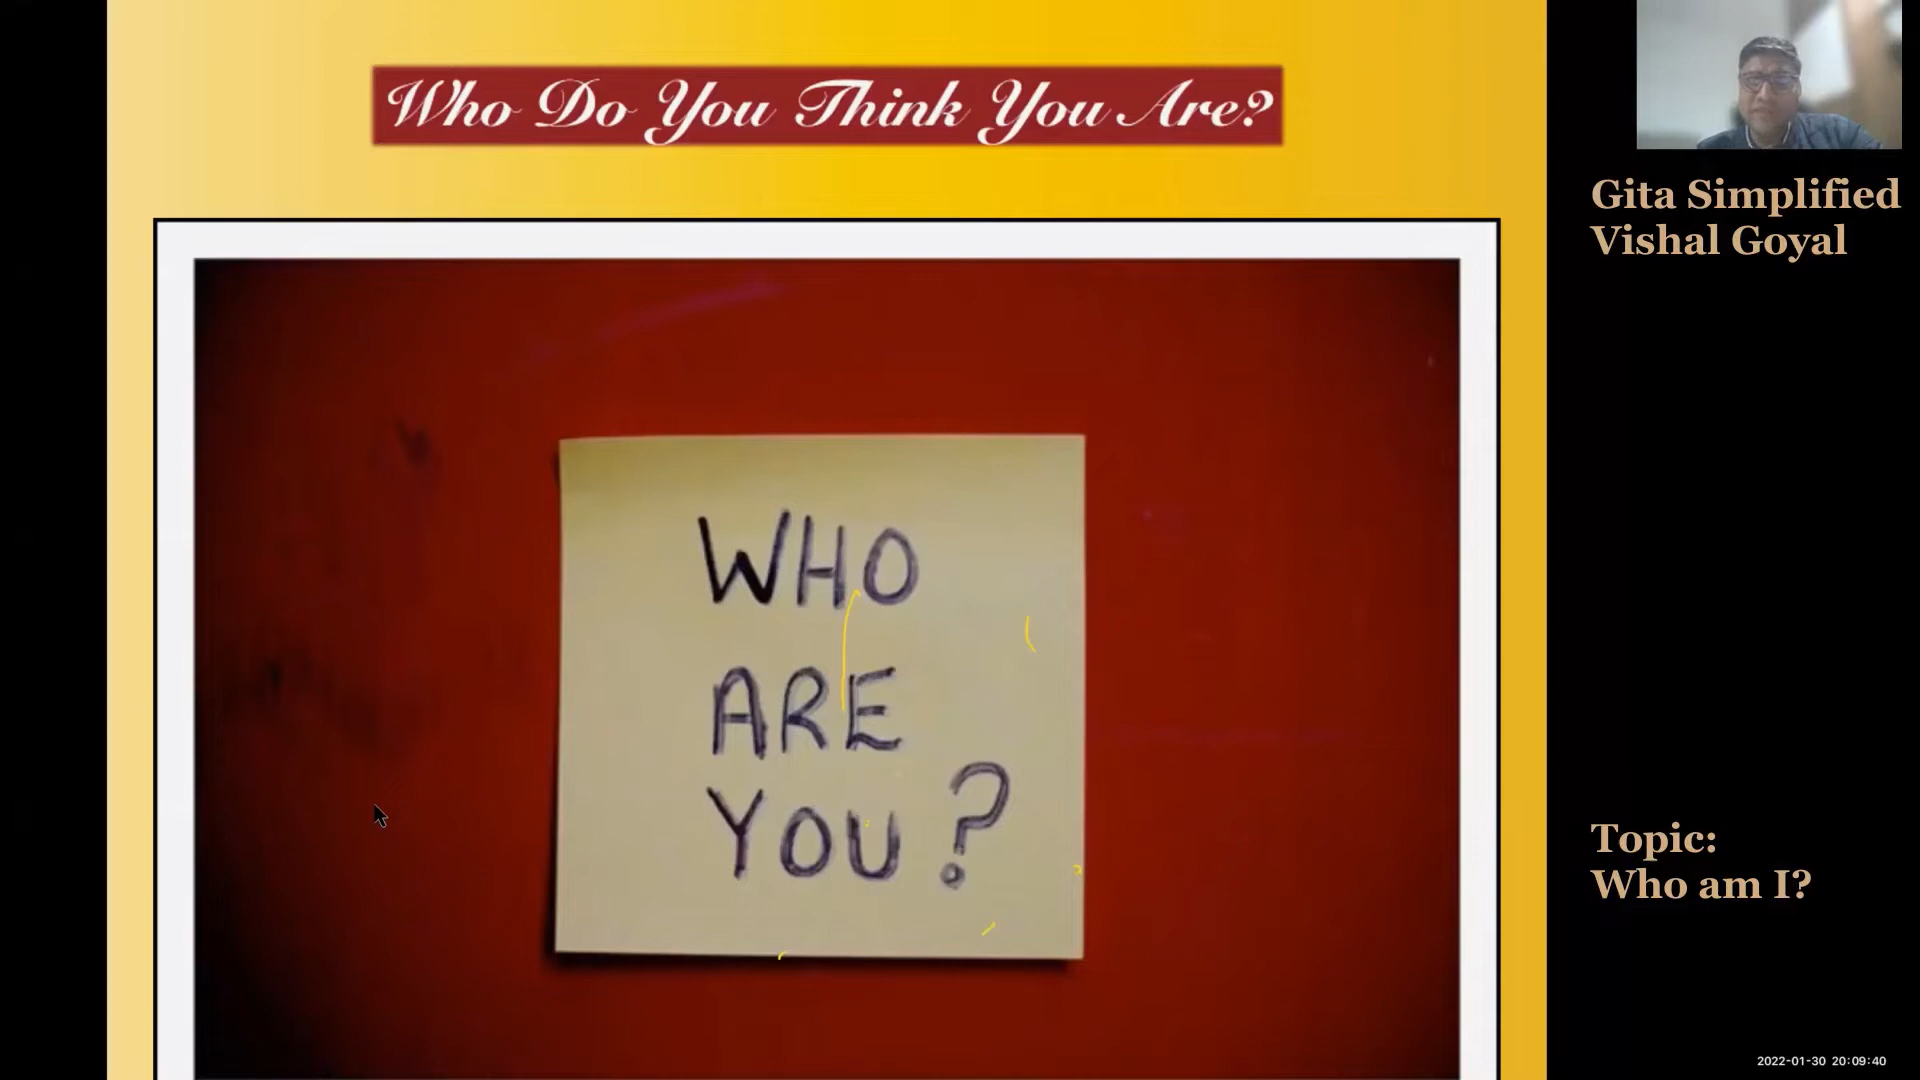 Who Do You Think You Are?
WHO
ARE
YOU?
Gita Simplified
Vishal Goyal
Topic:
Who am I?
2022-01-30 20:09:40